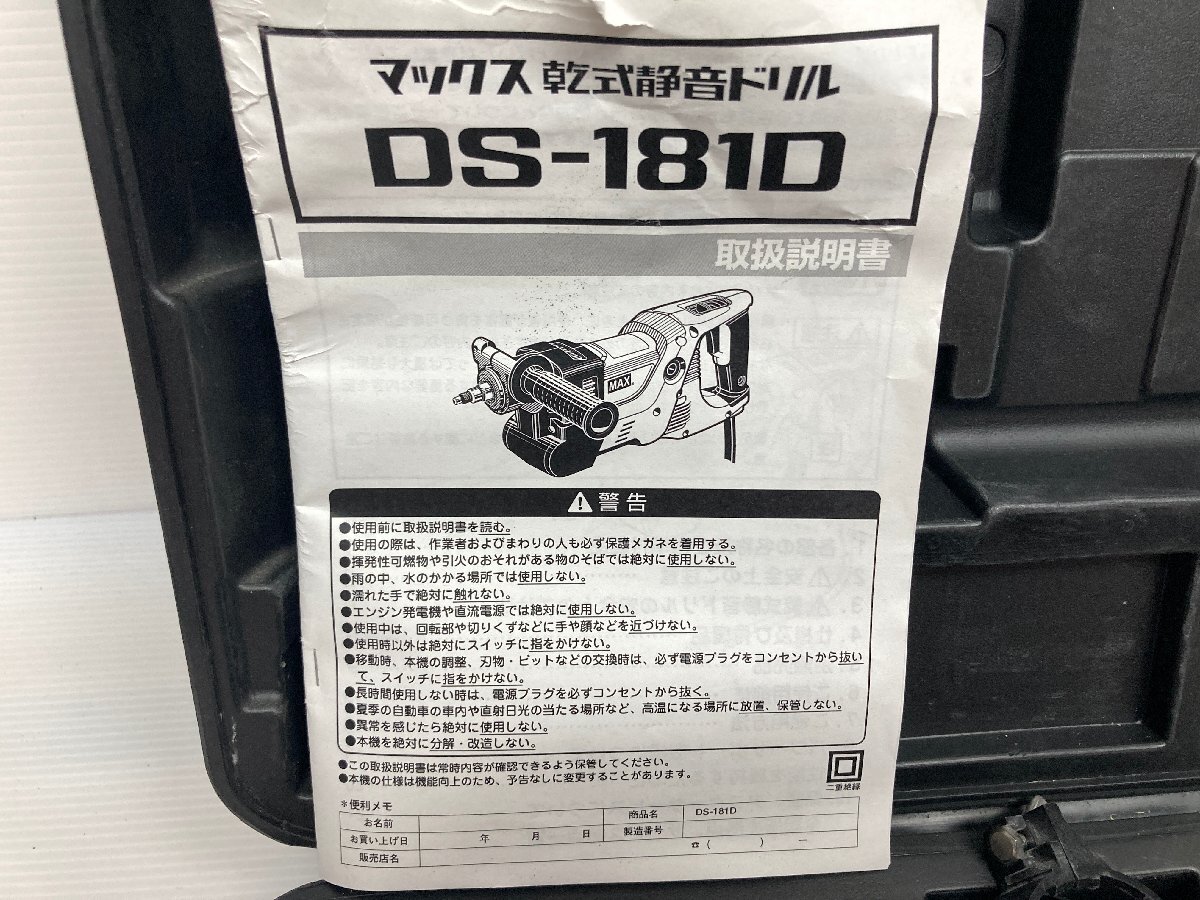 マックス 乾式静音ドリル
DS-181D
取扱説明書
MAX
警告
●使用前に取扱説明書を読む。
●使用の際は、作業者およびまわりの人も必ず保護メガネを着用する。
●揮発性可燃物や引火のおそれがある物のそばでは絶対に使用しない。
●雨の中、水のかかる場所では使用しない。
●濡れた手で絶対に触れない。
●エンジン発電機や直流電源では絶対に使用しない。
●使用中は、回転部や切りくずなどに手や顔などを近づけない。
●使用時以外は絶対にスイッチに指をかけない。
●移動時、本機の調整、刃物・ビットなどの交換時は、必ず電源プラグをコンセントから抜い
て、スイッチに指をかけない。
●長時間使用しない時は、電源プラグを必ずコンセントから抜く。
●夏季の自動車の車内や直射日光の当たる場所など、高温になる場所に放置、保管しない。
●異常を感じたら絶対に使用しない。
●本機を絶対に分解・改造しない。
●この取扱説明書は常時内容が確認できるよう保管してください。
●本機の仕様は機能向上のため、予告なしに変更することがあります。
二重絶縁
＊便利メモ
お名前 商品名 DS-181D
お買い上げ日 年 月 日 製造番号
販売店名 ☎ ( ) ー